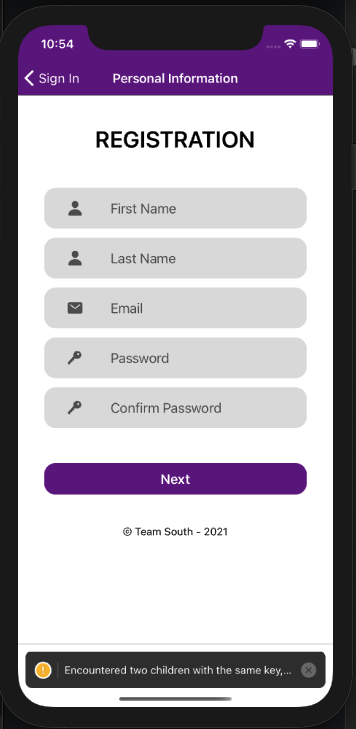 10:54
Sign In
Personal Information
REGISTRATION
First Name
Last Name
Email
Password
Confirm Password
Next
© Team South - 2021
Encountered two children with the same key,...